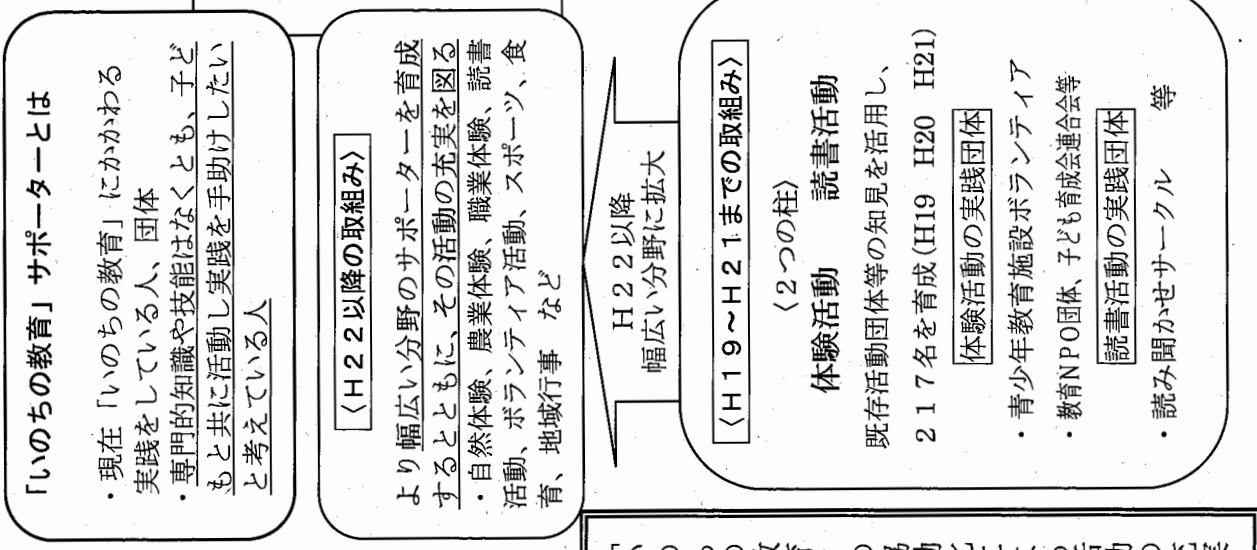 「いのちの教育」サポーターとは
・現在「いのちの教育」にかかわる
実践をしている人、団体
・専門的知識や技能はなくとも、子ど
もと共に活動し実践を手助けしたい
と考えている人
〈H22以降の取組み〉
より幅広い分野のサポーターを育成
するとともに、その活動の充実を図る
・自然体験、農業体験、職業体験、読書
活動、ボランティア活動、スポーツ、食
育、地域行事 など
H22以降
幅広い分野に拡大
〈H19～H21までの取組み〉
〈2つの柱〉
体験活動 読書活動
既存活動団体等の知見を活用し、
217名を育成(H19 H20 H21)
体験活動の実践団体
・青少年教育施設ボランティア
・教育NPO団体、子ども育成会連合会等
読書活動の実践団体
・読み聞かせサークル 等